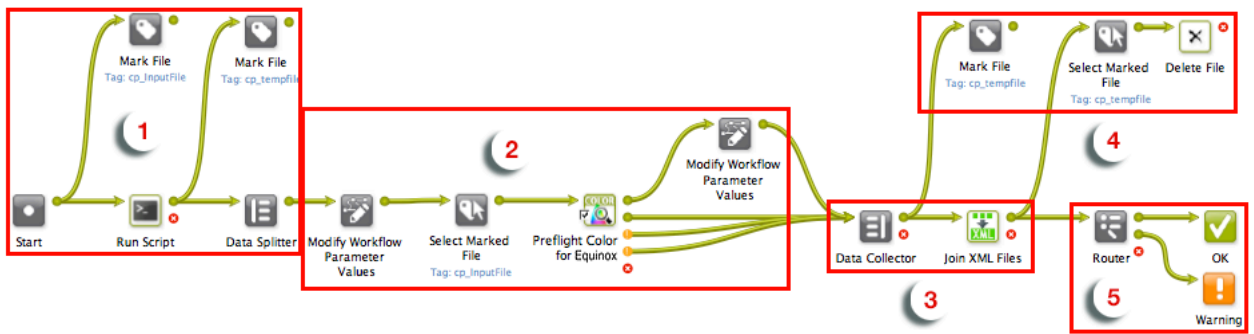 Mark File
Tag: cp_InputFile
Mark File
Tag: cp_tempfile
1
Start
Run Script
Data Splitter
2
Modify Workflow
Parameter
Values
Select Marked
File
Tag: cp_InputFile
COLOR
Preflight Color
for Equinox
Modify Workflow
Parameter
Values
Data Collector
XML
Join XML Files
3
Mark File
Tag: cp_tempfile
Select Marked
File
Tag: cp_tempfile
Delete File
4
Router
OK
Warning
5